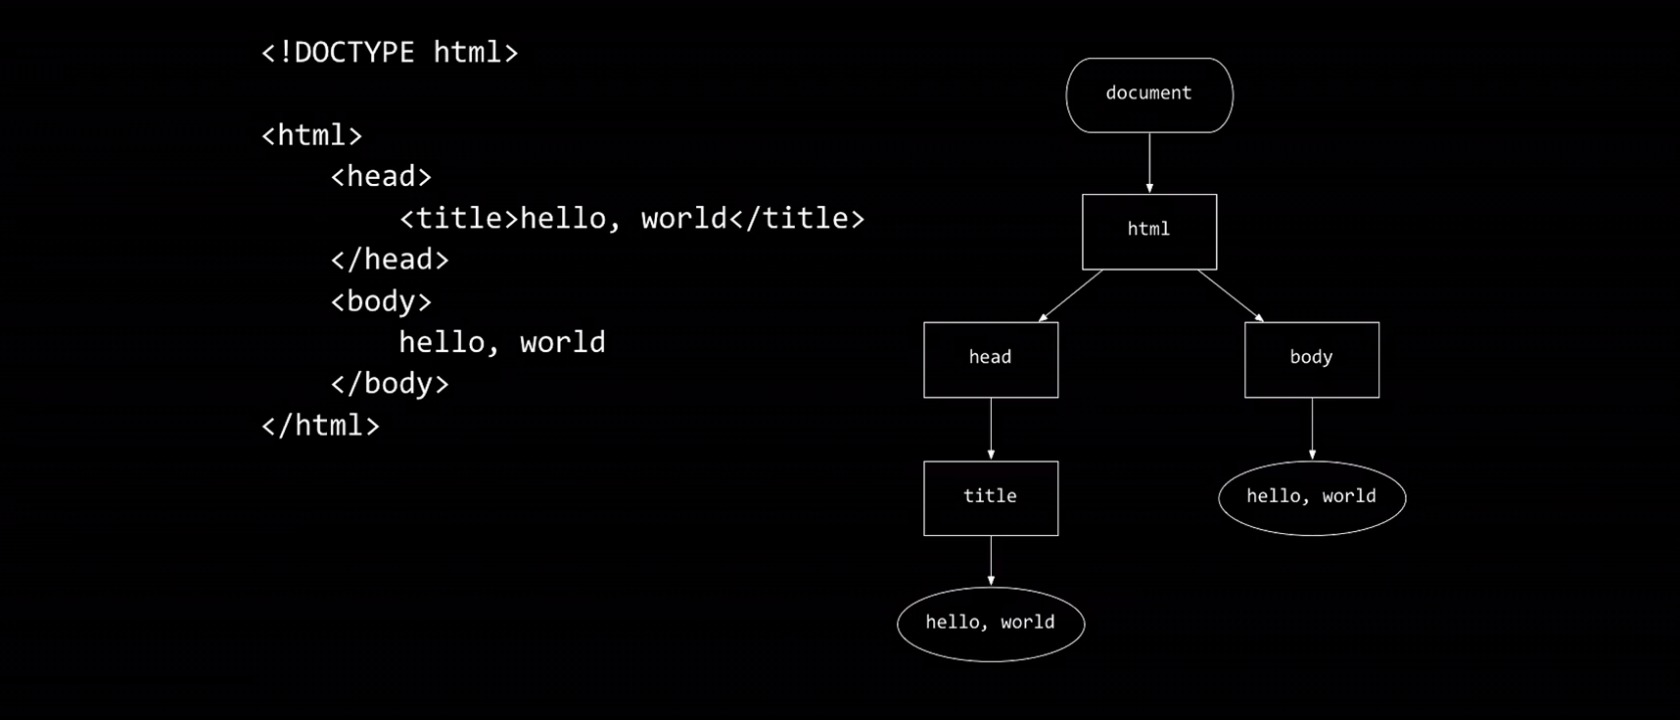 <!DOCTYPE html>
<html>
<head>
<title>hello, world</title>
</head>
<body>
hello, world
</body>
</html>
document
html
head
body
title
hello, world
hello, world